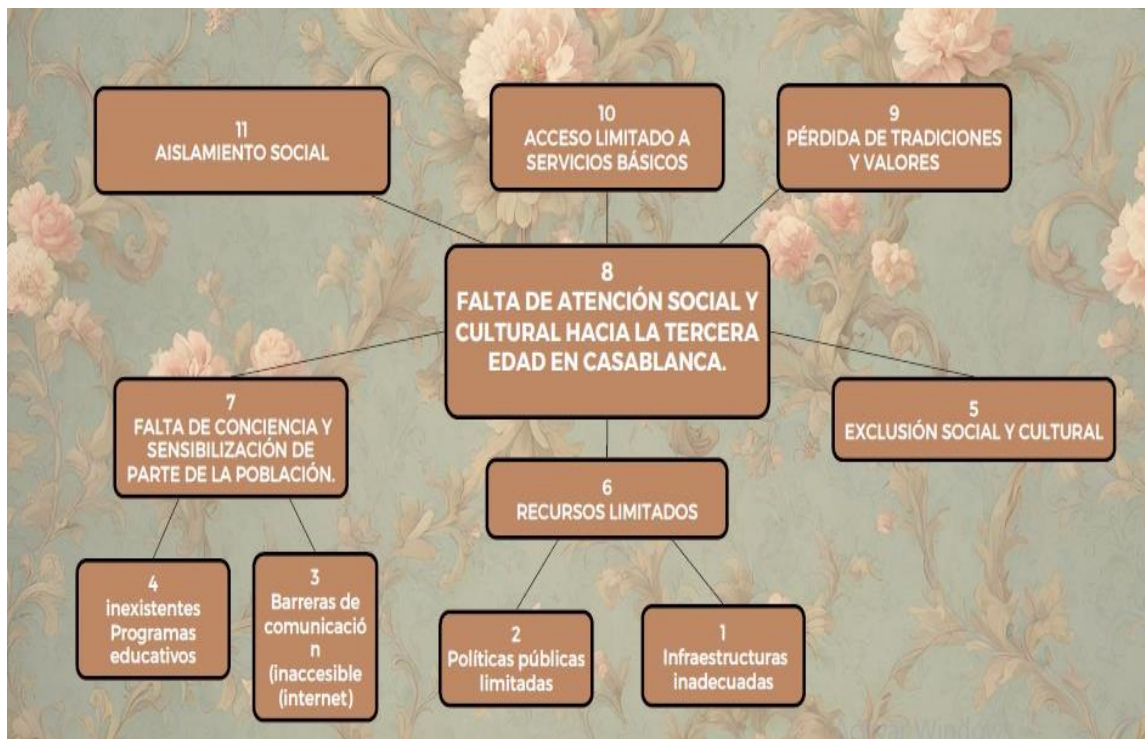 11
AISLAMIENTO SOCIAL
10
ACCESO LIMITADO A
SERVICIOS BÁSICOS
9
PÉRDIDA DE TRADICIONES
Y VALORES
8
FALTA DE ATENCIÓN SOCIAL Y
CULTURAL HACIA LA TERCERA
EDAD EN CASABLANCA.
7
FALTA DE CONCIENCIA Y
SENSIBILIZACIÓN DE
PARTE DE LA POBLACIÓN.
5
EXCLUSIÓN SOCIAL Y CULTURAL
6
RECURSOS LIMITADOS
4
inexistentes
Programas
educativos
3
Barreras de
comunicació
n
(inaccesible
(internet)
2
Políticas públicas
limitadas
1
Infraestructuras
inadecuadas